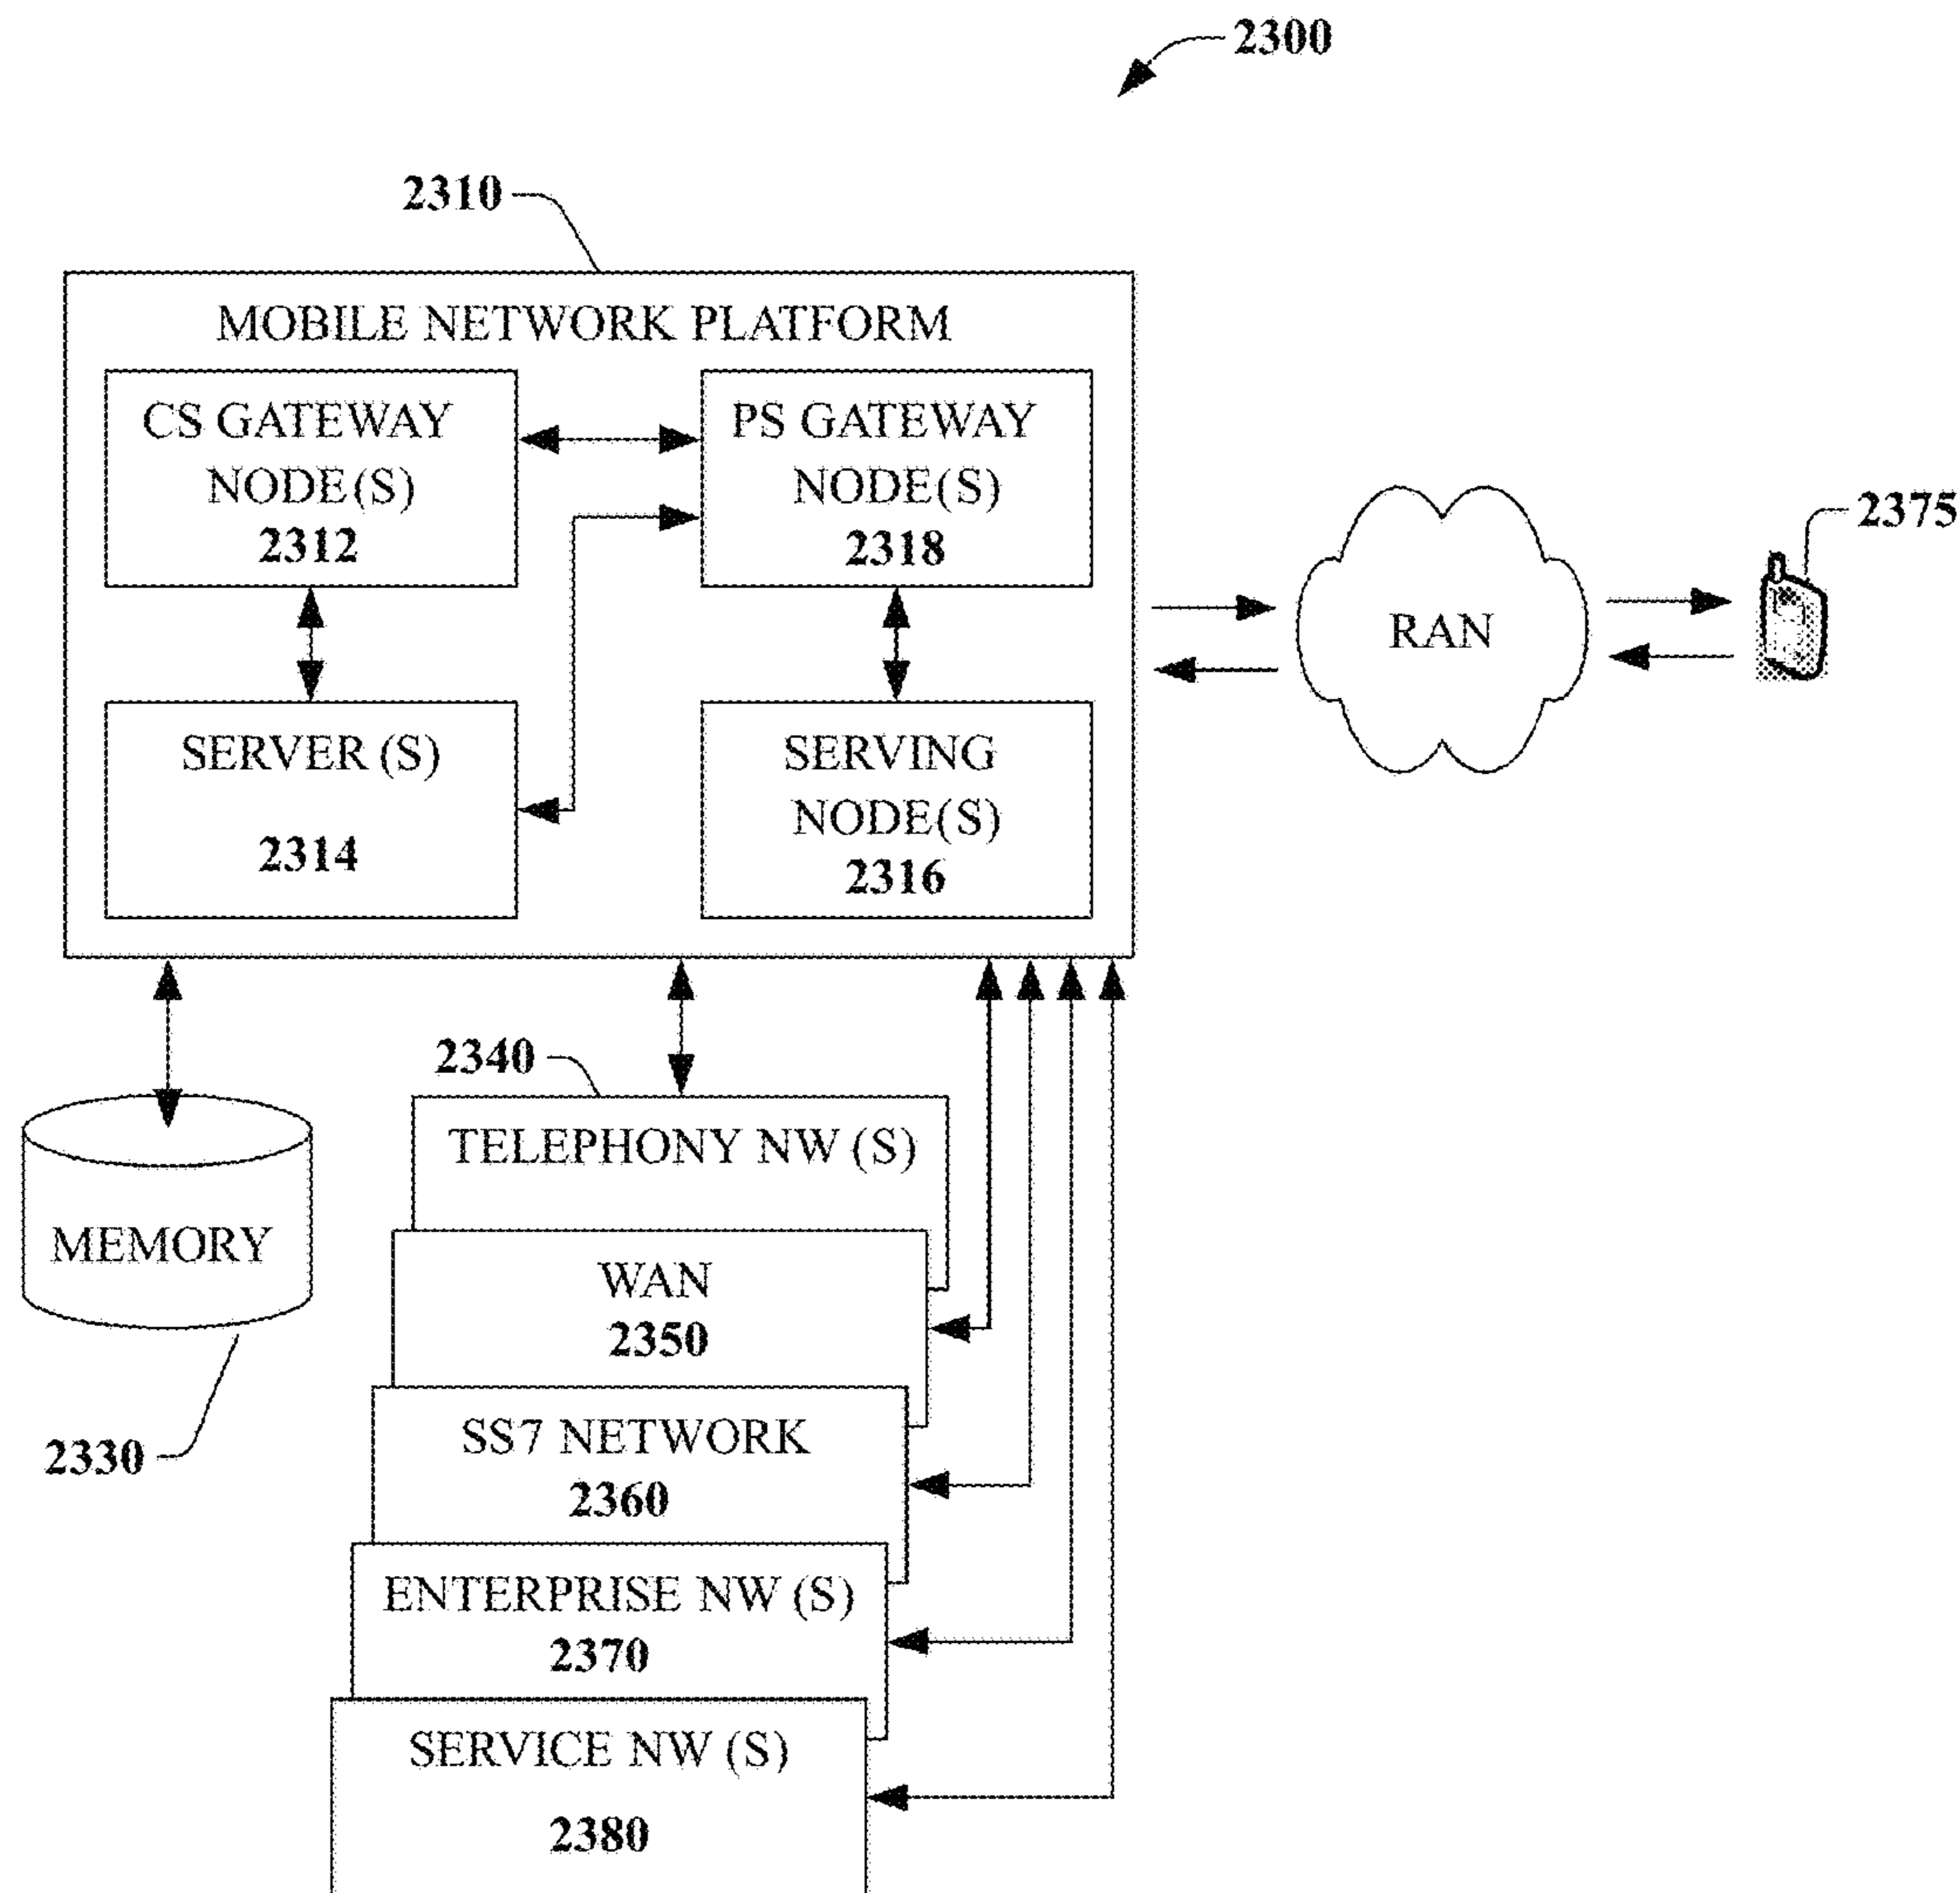 2300
2310
MOBILE NETWORK PLATFORM
CS GATEWAY
NODE(S)
2312
PS GATEWAY
NODE(S)
2318
SERVER (S)
2314
SERVING
NODE(S)
2316
RAN
2375
2340
TELEPHONY NW (S)
MEMORY
2330
WAN
2350
SS7 NETWORK
2360
ENTERPRISE NW (S)
2370
SERVICE NW (S)
2380